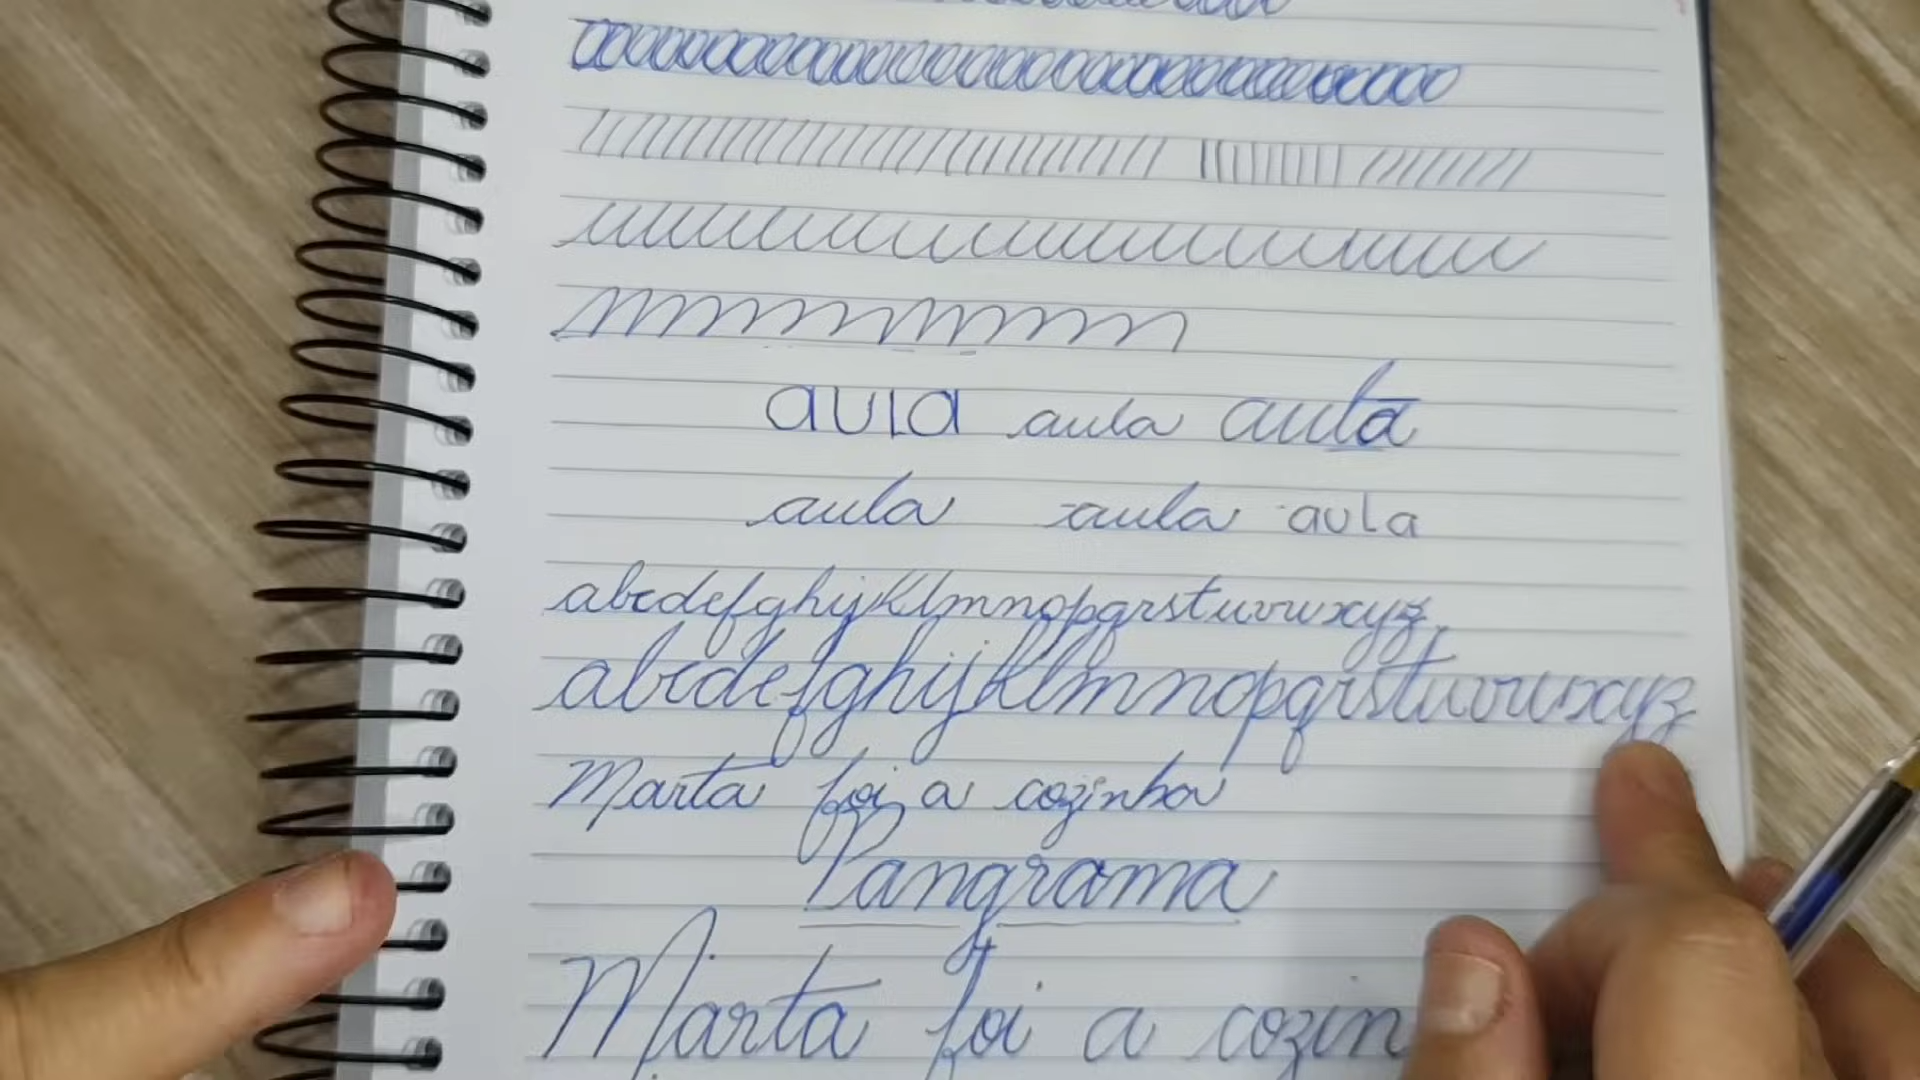 aula aula aula
aula aula aula
abcdefghijklmnopqrstuvwxyz
abcdefghijklmnopqrstuvwxyz
Marta foi a cozinha
Pangrama
Marta foi a cozin